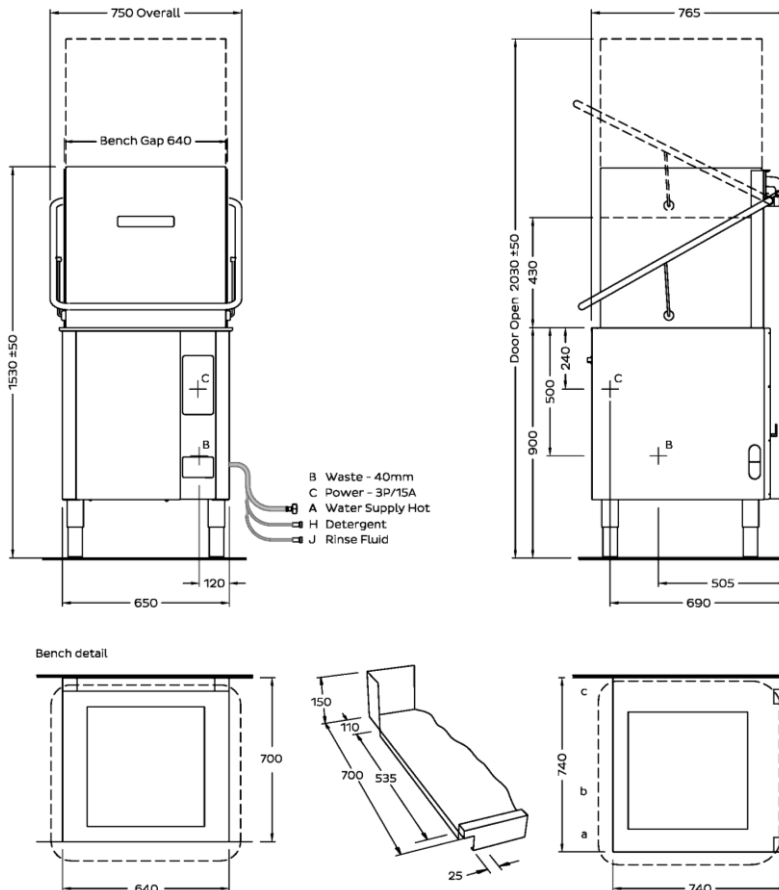 750 Overall
765
Bench Gap 640
1530 ±50
Door Open 2030 ±50
430
240
500
900
C
B
C
B
B Waste - 40mm
C Power - 3P/15A
A Water Supply Hot
H Detergent
J Rinse Fluid
120
650
505
690
Bench detail
700
640
150
110
700
535
25
740
c
b
a
740